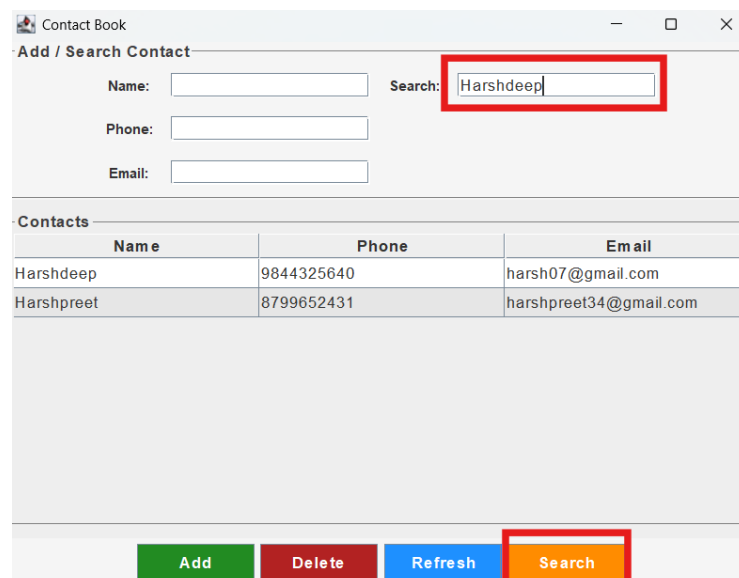 Contact Book
Add / Search Contact
Name: Search: Harshdeep
Phone:
Email:
Contacts
Name Phone Email
Harshdeep 9844325640 harsh07@gmail.com
Harshpreet 8799652431 harshpreet34@gmail.com
Add Delete Refresh Search